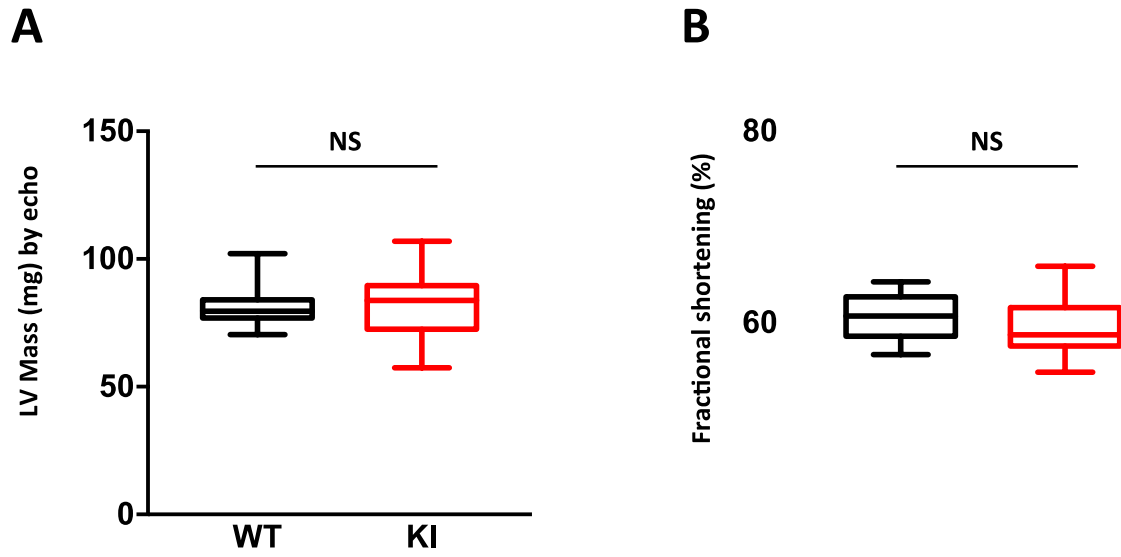 A
LV Mass (mg) by echo
150
100
50
0
NS
WT
KI
B
Fractional shortening (%)
80
60
NS